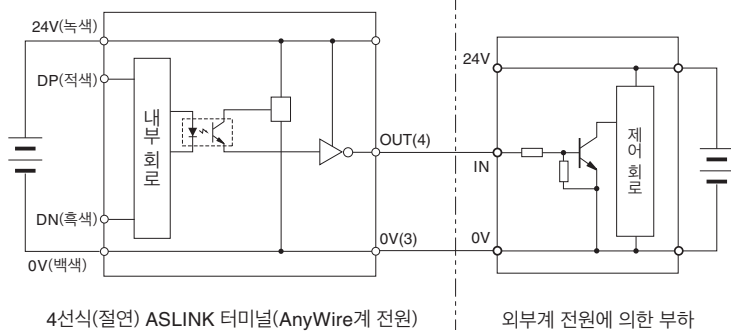 24V(녹색)
DP(적색)
내부 회로
DN(흑색)
0V(백색)
OUT(4)
0V(3)
24V
IN
0V
제어 회로
4선식(절연) ASLINK 터미널(AnyWire계 전원)
외부계 전원에 의한 부하